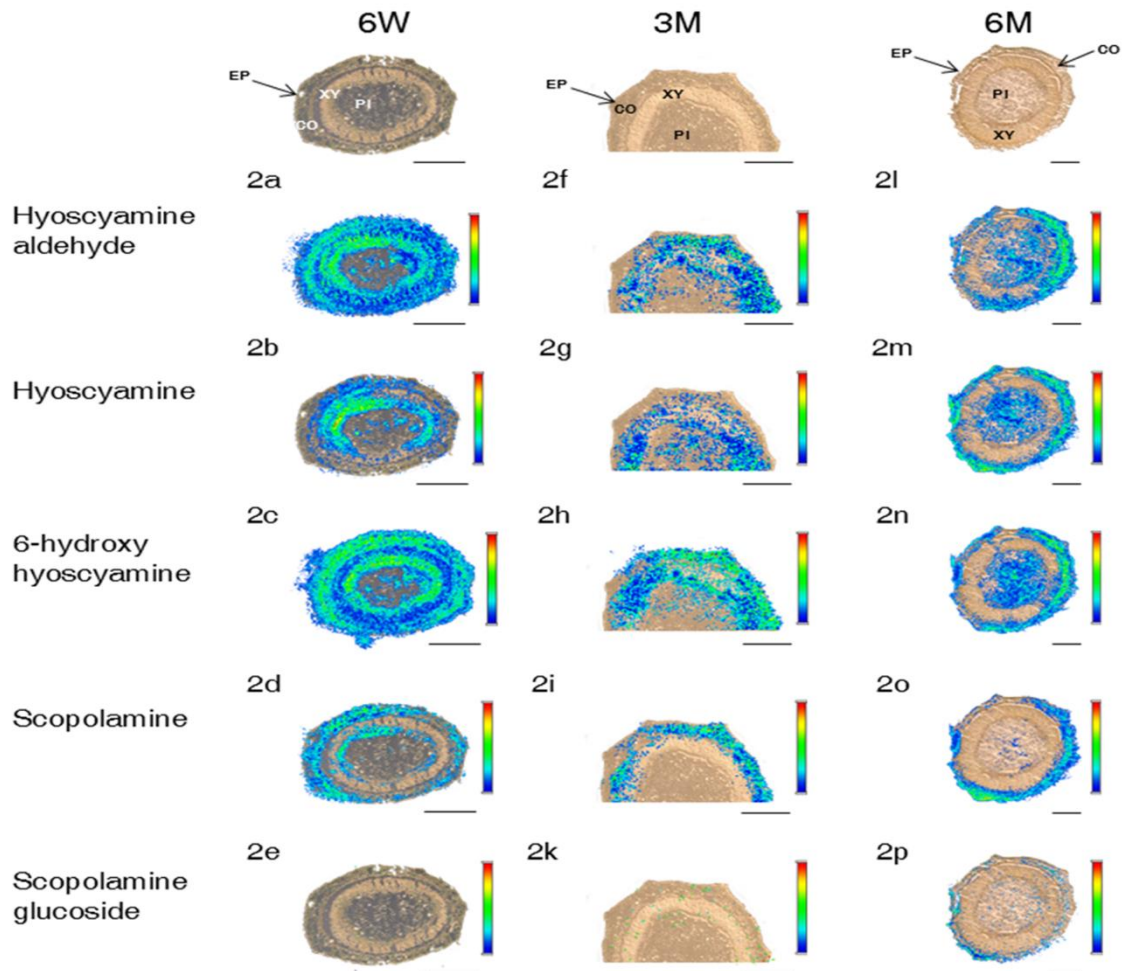 6W 3M 6M
EP XY PI CO
EP CO XY PI
EP CO PI XY
2a 2f 2l
Hyoscyamine
aldehyde
2b 2g 2m
Hyoscyamine
2c 2h 2n
6-hydroxy
hyoscyamine
2d 2i 2o
Scopolamine
2e 2k 2p
Scopolamine
glucoside